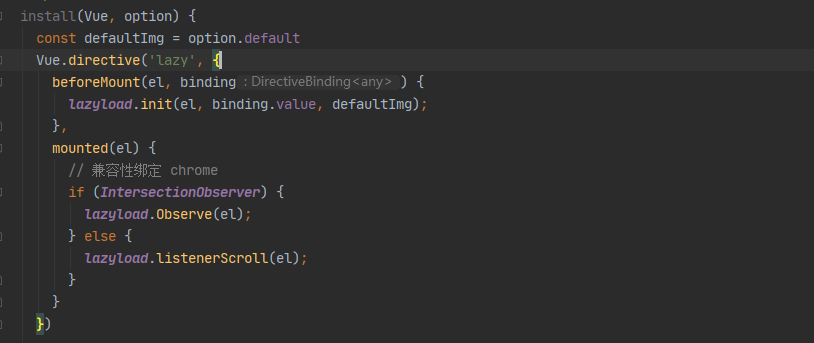 install(Vue, option) {
const defaultImg = option.default
Vue.directive('lazy', {
beforeMount(el, binding : DirectiveBinding<any> ) {
lazyload.init(el, binding.value, defaultImg);
},
mounted(el) {
// 兼容性绑定 chrome
if (IntersectionObserver) {
lazyload.Observe(el);
} else {
lazyload.listenerScroll(el);
}
}
})